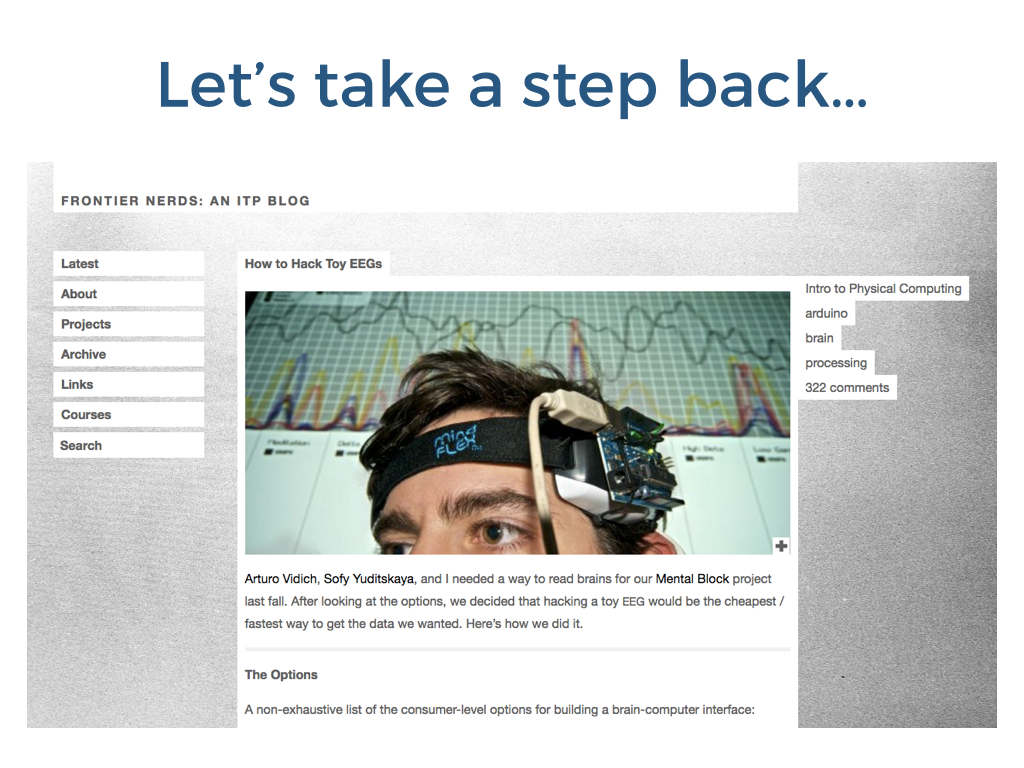 Let's take a step back...
FRONTIER NERDS: AN ITP BLOG
Latest
About
Projects
Archive
Links
Courses
Search
How to Hack Toy EEGs
mind
FLEX
Meditation
Delta
High Beta
Intro to Physical Computing
arduino
brain
processing
322 comments
Arturo Vidich, Sofy Yuditskaya, and I needed a way to read brains for our Mental Block project
last fall. After looking at the options, we decided that hacking a toy EEG would be the cheapest /
fastest way to get the data we wanted. Here's how we did it.
The Options
A non-exhaustive list of the consumer-level options for building a brain-computer interface: